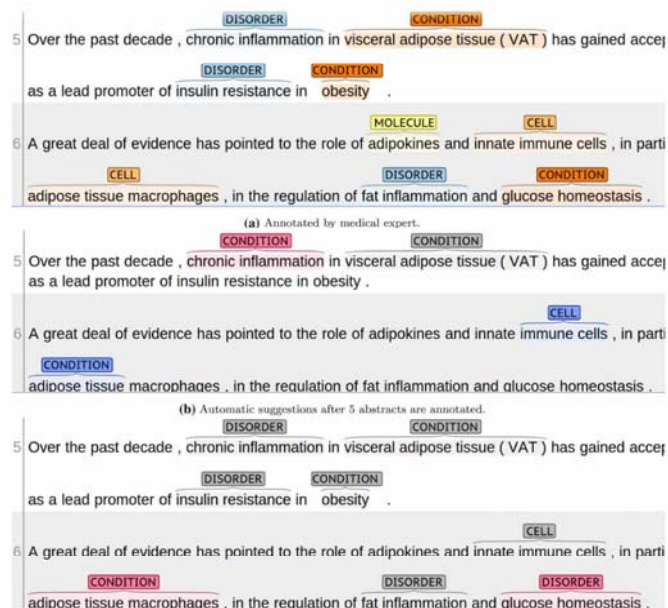 DISORDER CONDITION
5 Over the past decade , chronic inflammation in visceral adipose tissue ( VAT ) has gained accep
DISORDER CONDITION
as a lead promoter of insulin resistance in obesity .
MOLECULE CELL
6 A great deal of evidence has pointed to the role of adipokines and innate immune cells , in parti
CELL DISORDER CONDITION
adipose tissue macrophages , in the regulation of fat inflammation and glucose homeostasis .
(a) Annotated by medical expert.
CONDITION CONDITION
5 Over the past decade , chronic inflammation in visceral adipose tissue ( VAT ) has gained accep
as a lead promoter of insulin resistance in obesity .
CELL
6 A great deal of evidence has pointed to the role of adipokines and innate immune cells , in parti
CONDITION
adipose tissue macrophages , in the regulation of fat inflammation and glucose homeostasis .
(b) Automatic suggestions after 5 abstracts are annotated.
DISORDER CONDITION
5 Over the past decade , chronic inflammation in visceral adipose tissue ( VAT ) has gained accep
DISORDER CONDITION
as a lead promoter of insulin resistance in obesity .
CELL
6 A great deal of evidence has pointed to the role of adipokines and innate immune cells , in parti
CONDITION DISORDER DISORDER
adipose tissue macrophages , in the regulation of fat inflammation and glucose homeostasis .